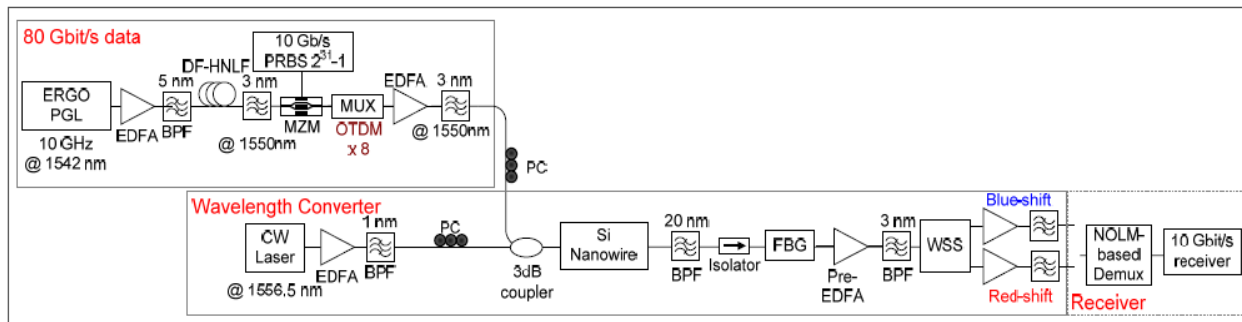 80 Gbit/s data
10 Gb/s
PRBS 2³¹-1
DF-HNLF
5 nm
3 nm
EDFA
3 nm
ERGO
PGL
MUX
EDFA
BPF
MZM
OTDM
x 8
10 GHz
@ 1542 nm
@ 1550nm
@ 1550nm
PC
Wavelength Converter
Blue-shift
1 nm
PC
20 nm
3 nm
CW
Laser
Si
Nanowire
FBG
WSS
NOLM-
based
Demux
10 Gbit/s
receiver
EDFA
BPF
3dB
coupler
BPF
Isolator
Pre-
EDFA
BPF
@ 1556.5 nm
Red-shift
Receiver